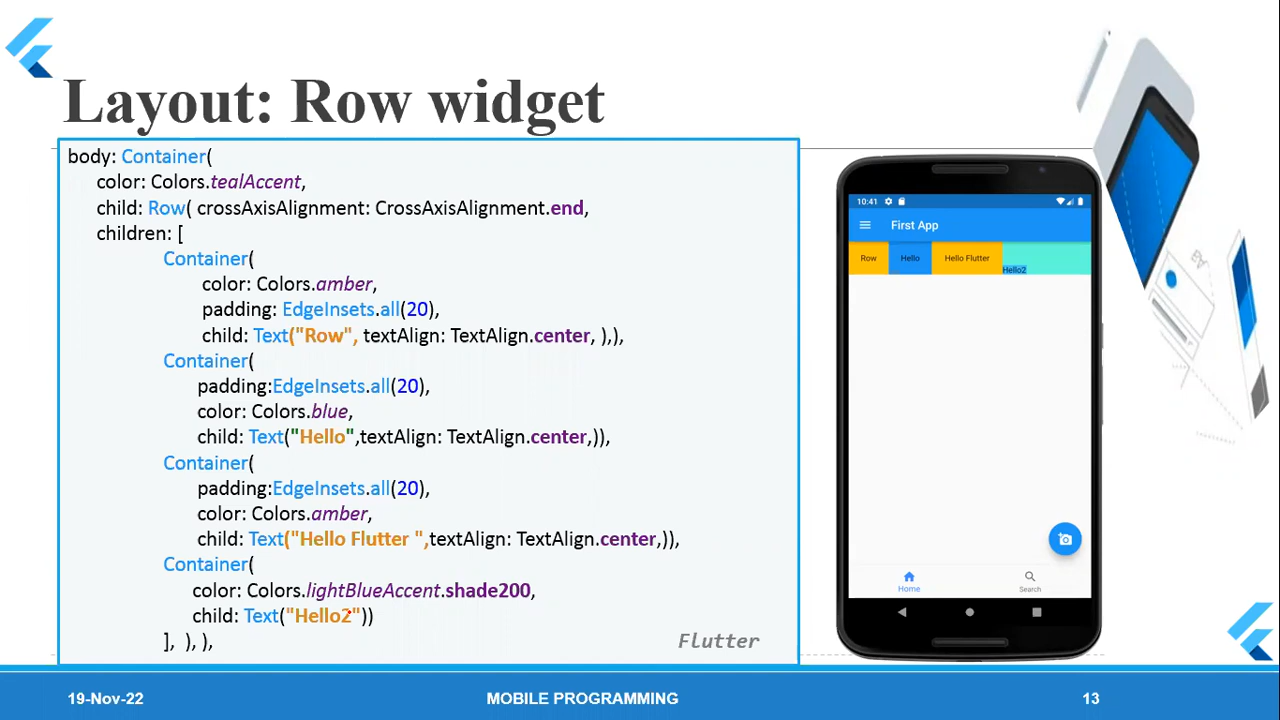 Layout: Row widget
body: Container(
color: Colors.tealAccent,
child: Row( crossAxisAlignment: CrossAxisAlignment.end,
children: [
Container(
color: Colors.amber,
padding: EdgeInsets.all(20),
child: Text("Row", textAlign: TextAlign.center, ),),
Container(
padding:EdgeInsets.all(20),
color: Colors.blue,
child: Text("Hello",textAlign: TextAlign.center,)),
Container(
padding:EdgeInsets.all(20),
color: Colors.amber,
child: Text("Hello Flutter ",textAlign: TextAlign.center,)),
Container(
color: Colors.lightBlueAccent.shade200,
child: Text("Hello2"))
], ), ),
Flutter
10:41
First App
Row Hello Hello Flutter Hello2
Home Search
19-Nov-22 MOBILE PROGRAMMING 13